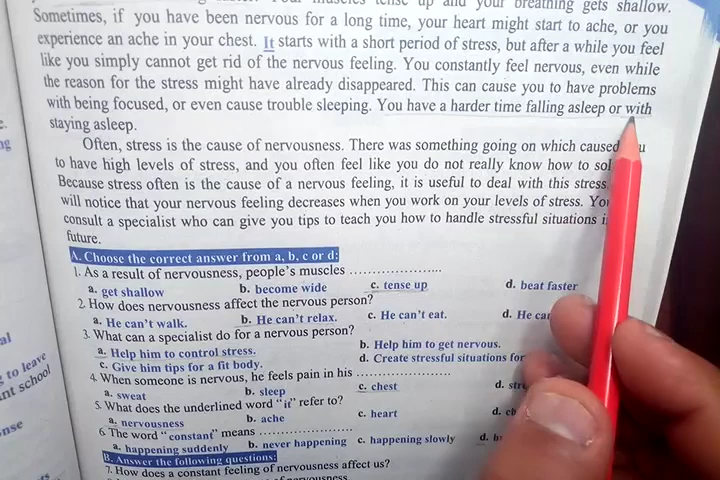 tense up and your breathing gets shallow.
Sometimes, if you have been nervous for a long time, your heart might start to ache, or you
experience an ache in your chest. It starts with a short period of stress, but after a while you feel
like you simply cannot get rid of the nervous feeling. You constantly feel nervous, even while
the reason for the stress might have already disappeared. This can cause you to have problems
with being focused, or even cause trouble sleeping. You have a harder time falling asleep or with
staying asleep.
Often, stress is the cause of nervousness. There was something going on which caused
to have high levels of stress, and you often feel like you do not really know how to
Because stress often is the cause of a nervous feeling, it is useful to deal with this stress
will notice that your nervous feeling decreases when you work on your levels of stress.
consult a specialist who can give you tips to teach you how to handle stressful situations
future.
A. Choose the correct answer from a, b, c or d:
1. As a result of nervousness, people's muscles ....................
a. get shallow b. become wide c. tense up d. beat faster
2. How does nervousness affect the nervous person?
a. He can't walk. b. He can't relax. c. He can't eat. d. He
3. What can a specialist do for a nervous person?
a. Help him to control stress. b. Help him to get nervous.
c. Give him tips for a fit body. d. Create stressful situations for
4. When someone is nervous, he feels pain in his ....................
a. sweat b. sleep c. chest d.
5. What does the underlined word "it" refer to?
a. nervousness b. ache c. heart d.
6. The word "constant" means ....................
a. happening suddenly b. never happening c. happening slowly d.
B. Answer the following questions:
7. How does a constant feeling of nervousness affect us?
to leave
school